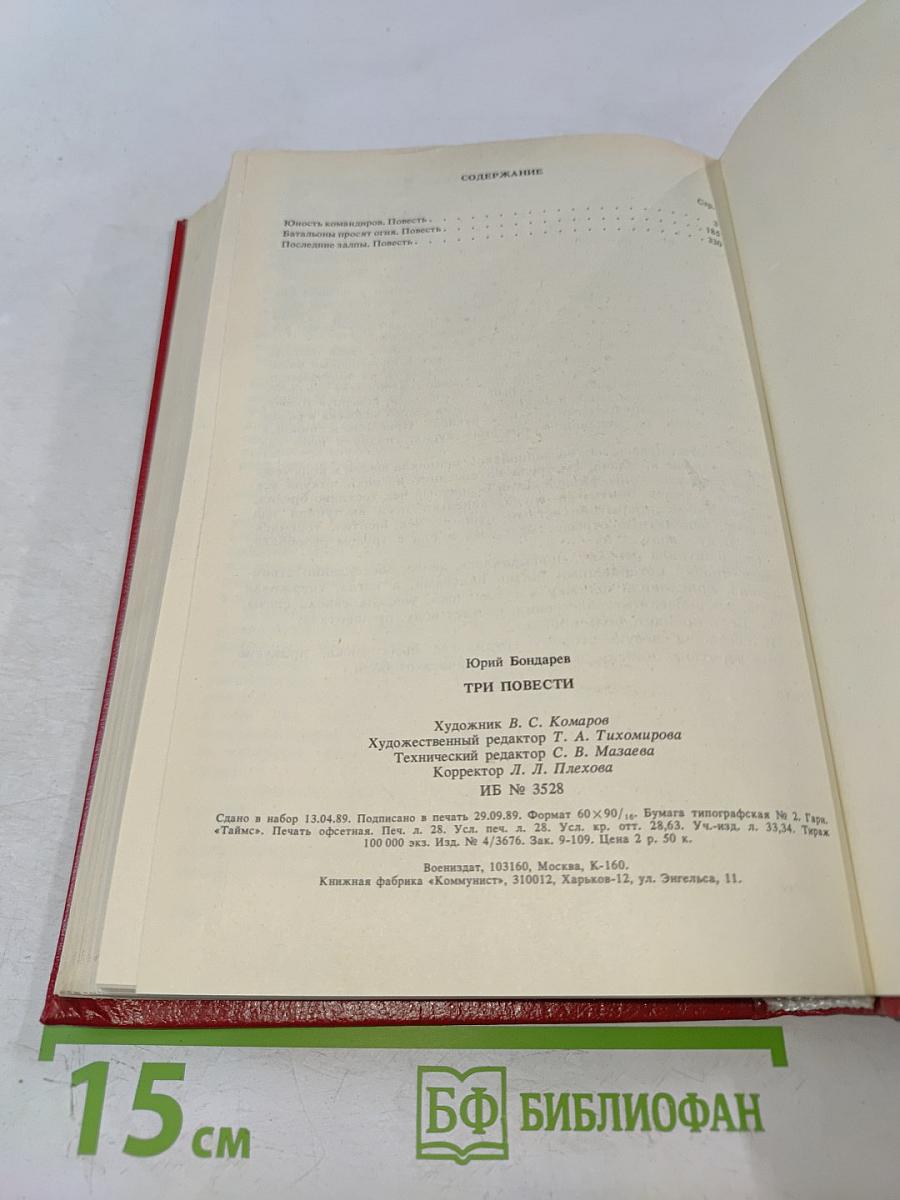 СОДЕРЖАНИЕ
Стр.
Юность командиров. Повесть . . . . . . . . . . . . . . . 3
Батальоны просят огня. Повесть . . . . . . . . . . . . . . 185
Последние залпы. Повесть . . . . . . . . . . . . . . . 330
Юрий Бондарев
ТРИ ПОВЕСТИ
Художник В. С. Комаров
Художественный редактор Т. А. Тихомирова
Технический редактор С. В. Мазаева
Корректор Л. Л. Плехова
ИБ № 3528
Сдано в набор 13.04.89. Подписано в печать 29.09.89. Формат 60×90/16. Бумага типографская № 2. Гарн.
«Таймс». Печать офсетная. Печ. л. 28. Усл. печ. л. 28. Усл. кр. отт. 28,63. Уч.-изд. л. 33,34. Тираж
100 000 экз. Изд. № 4/3676. Зак. 9-109. Цена 2 р. 50 к.
Воениздат, 103160, Москва, К-160.
Книжная фабрика «Коммунист», 310012, Харьков-12, ул. Энгельса, 11.
15 см
БФ БИБЛИОФАН